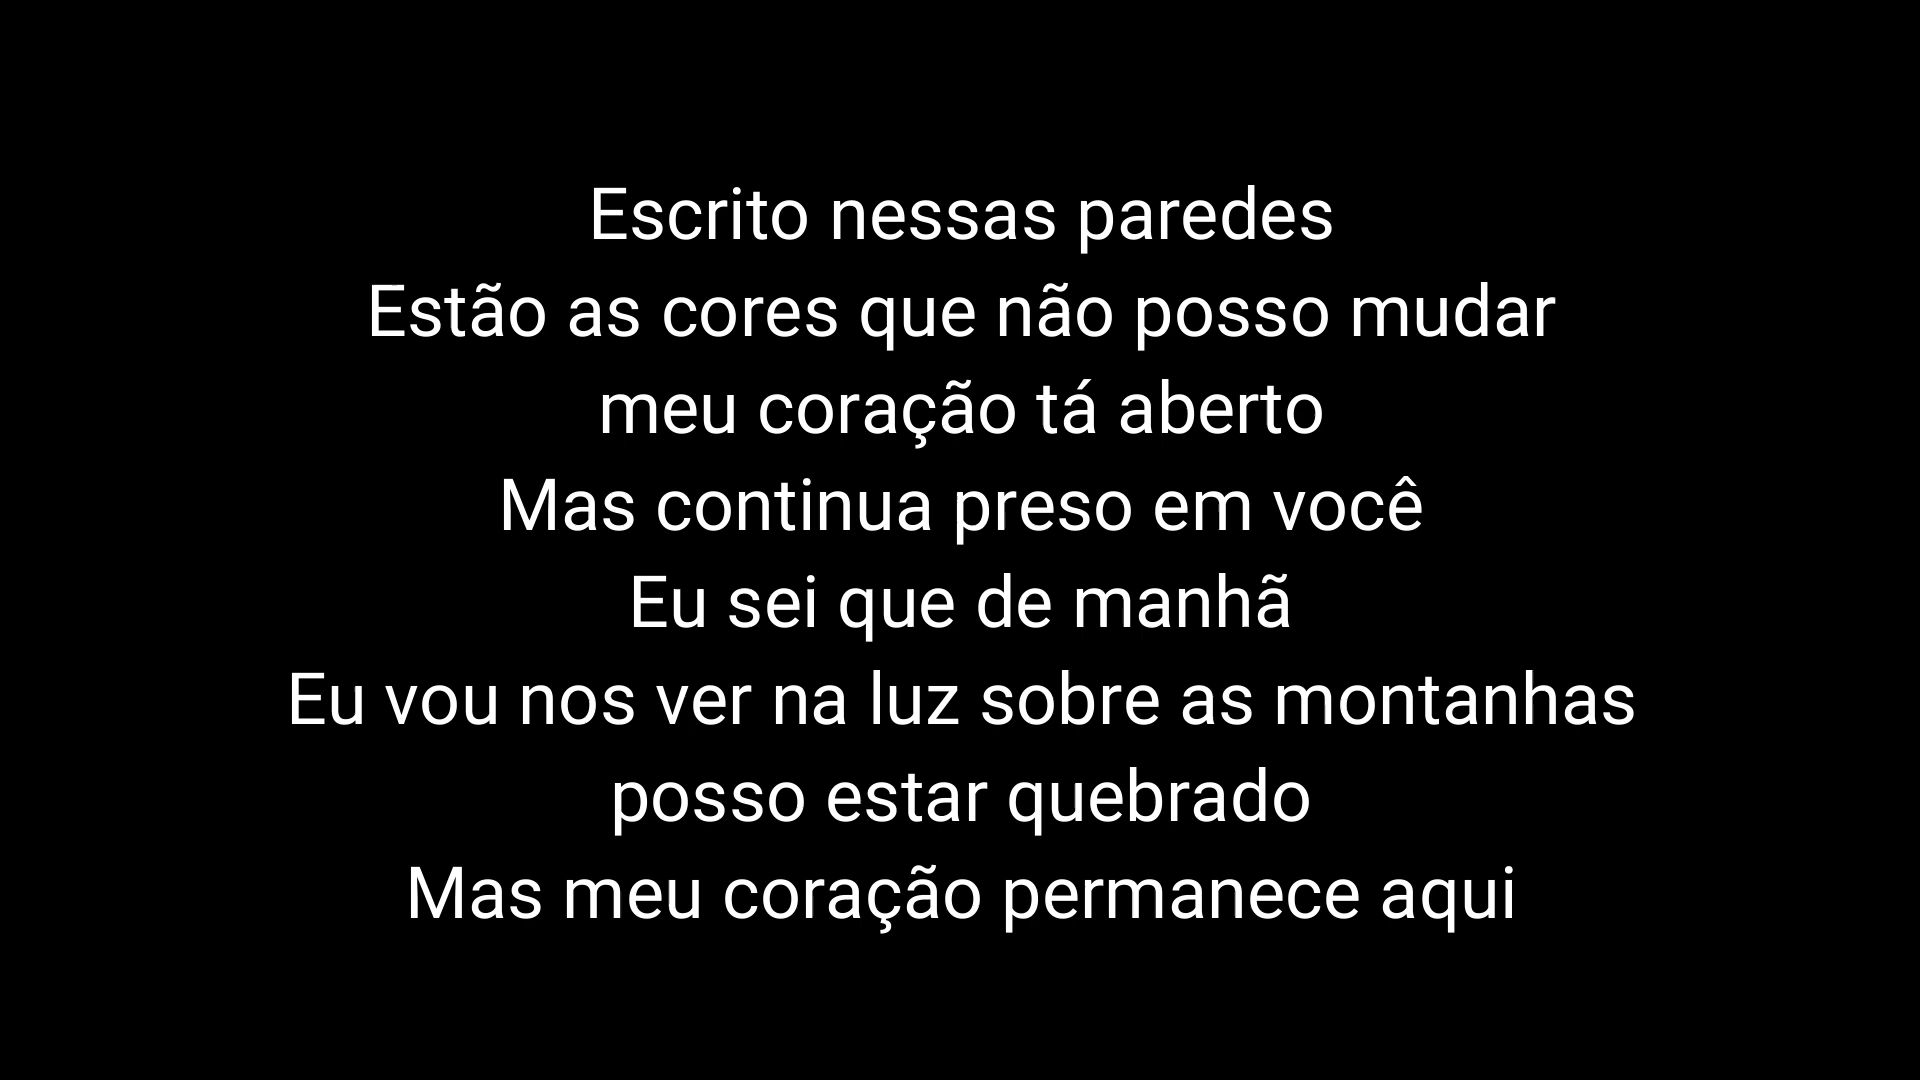 Escrito nessas paredes
Estão as cores que não posso mudar
meu coração tá aberto
Mas continua preso em você
Eu sei que de manhã
Eu vou nos ver na luz sobre as montanhas
posso estar quebrado
Mas meu coração permanece aqui